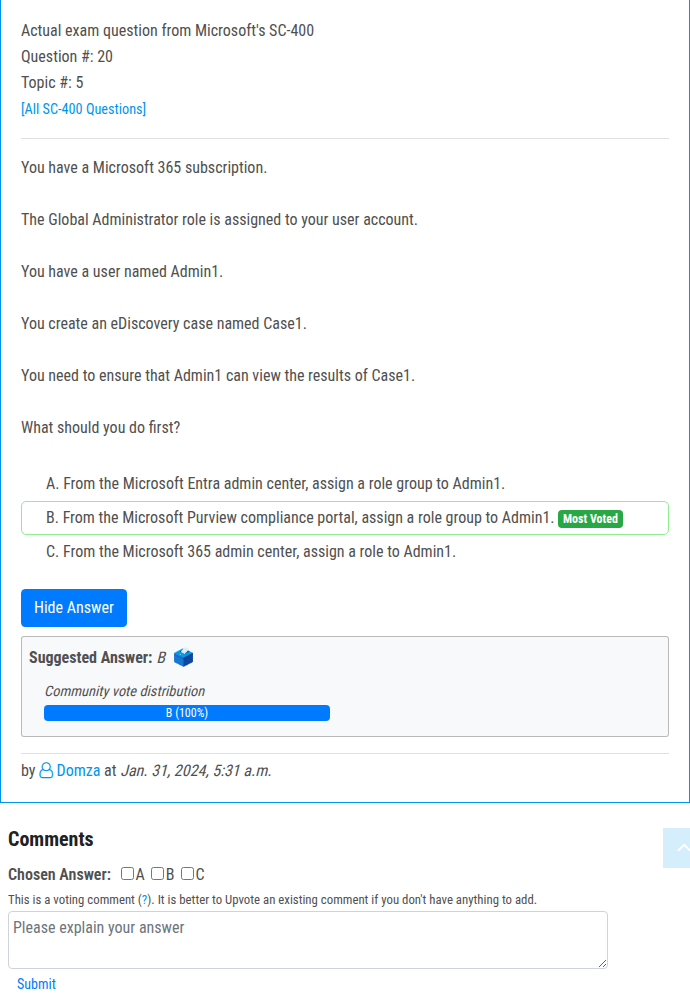 Actual exam question from Microsoft's SC-400
Question #: 20
Topic #: 5
[All SC-400 Questions]
You have a Microsoft 365 subscription.
The Global Administrator role is assigned to your user account.
You have a user named Admin1.
You create an eDiscovery case named Case1.
You need to ensure that Admin1 can view the results of Case1.
What should you do first?
A. From the Microsoft Entra admin center, assign a role group to Admin1.
B. From the Microsoft Purview compliance portal, assign a role group to Admin1. Most Voted
C. From the Microsoft 365 admin center, assign a role to Admin1.
Hide Answer
Suggested Answer: B
Community vote distribution
B (100%)
by Domza at Jan. 31, 2024, 5:31 a.m.
Comments
Chosen Answer: A B C
This is a voting comment (?). It is better to Upvote an existing comment if you don't have anything to add.
Please explain your answer
Submit